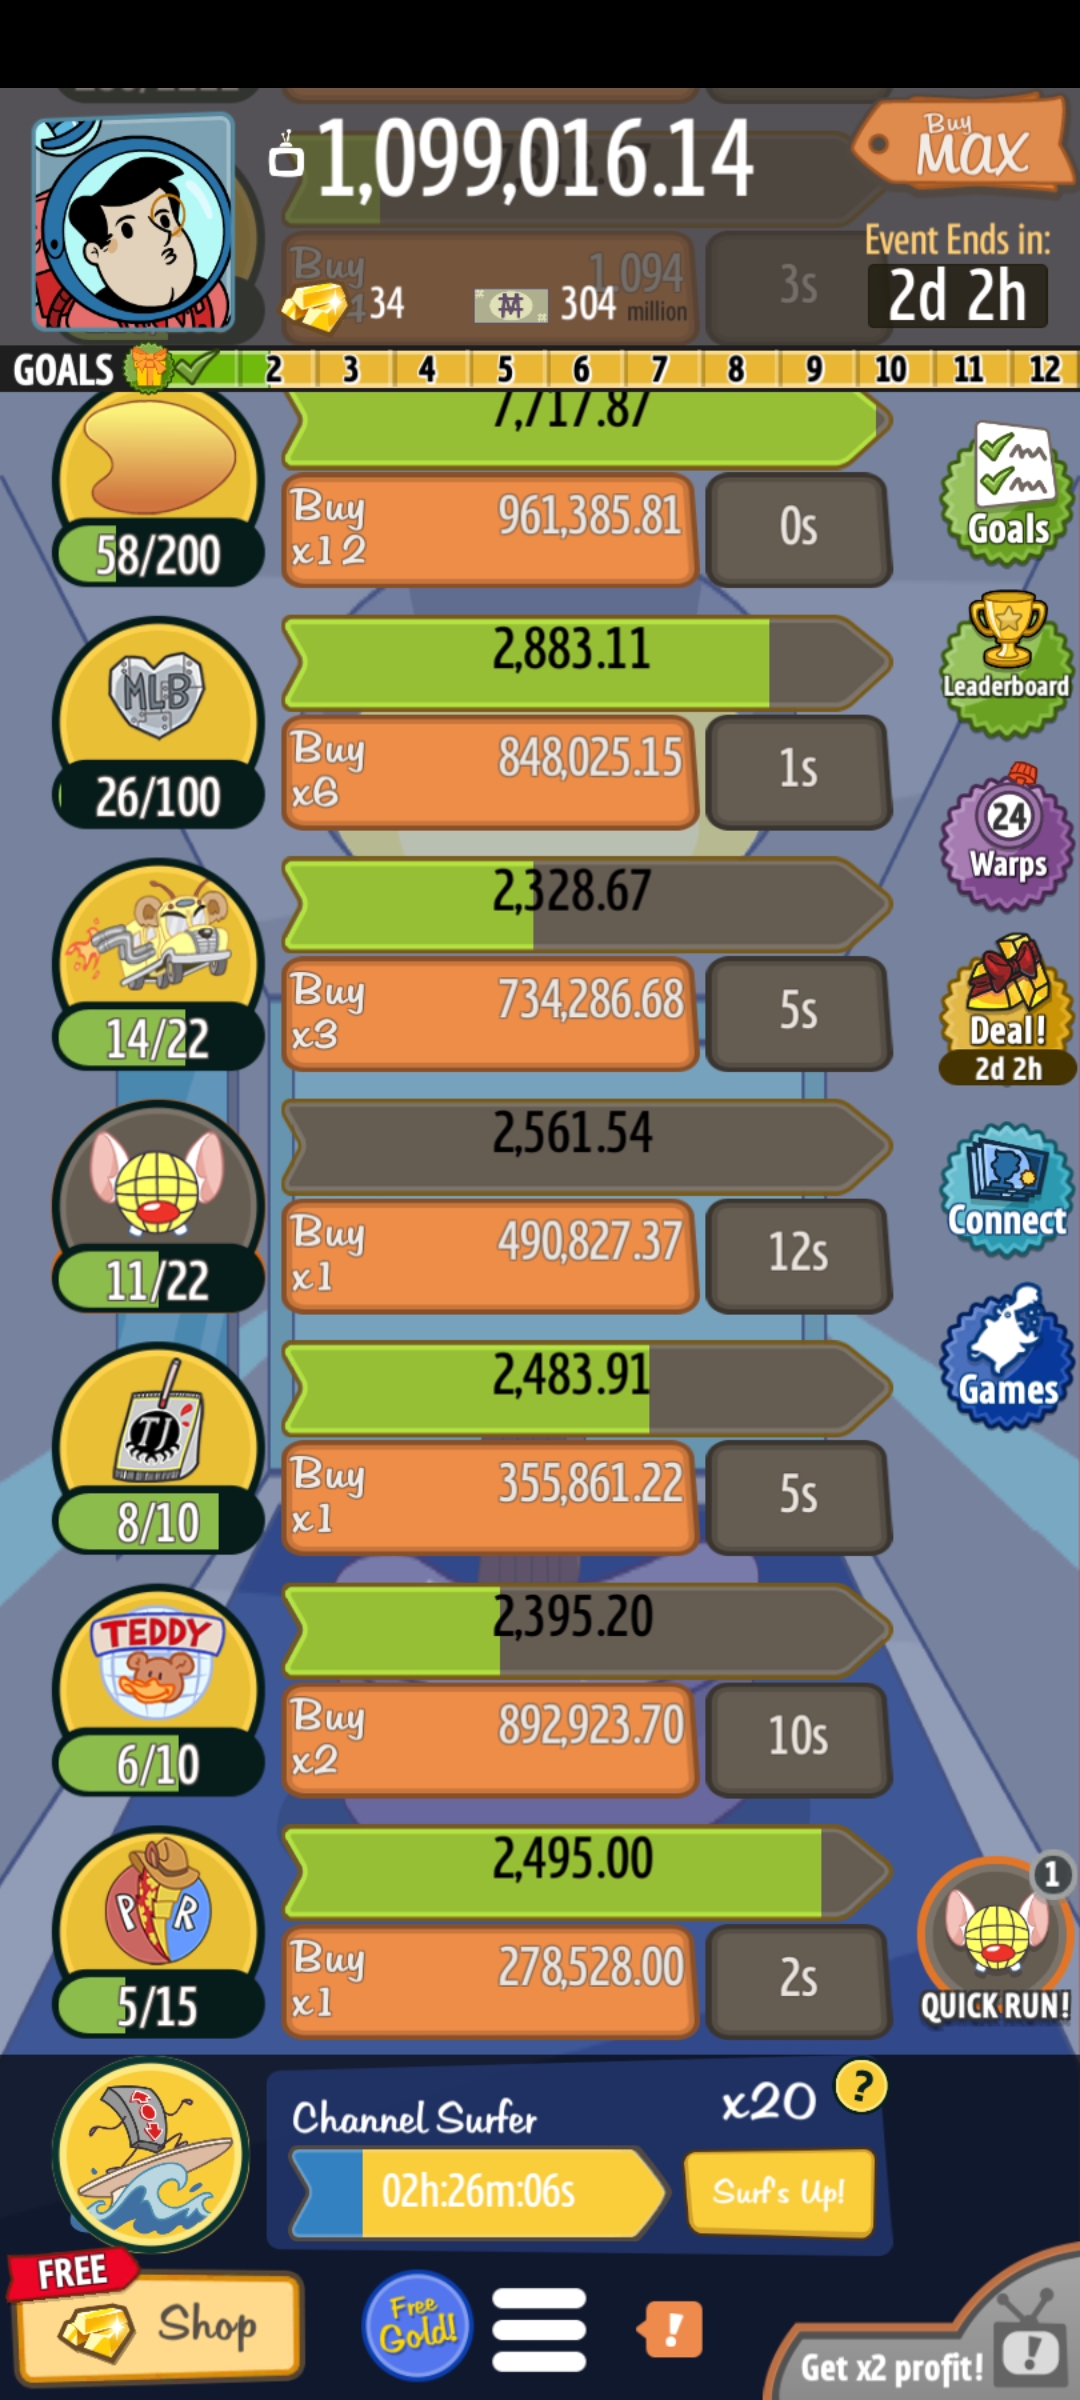 1,099,016.14
Buy
MAX
Event Ends in:
2d 2h
Buy
1.094
million
3s
34
304
GOALS 2 3 4 5 6 7 8 9 10 11 12
7,717.87
58/200
Buy
x12
961,385.81
0s
Goals
MLB
26/100
2,883.11
Buy
x6
848,025.15
1s
Leaderboard
14/22
2,328.67
Buy
x3
734,286.68
5s
24
Warps
Deal!
2d 2h
11/22
2,561.54
Buy
x1
490,827.37
12s
Connect
TJ
8/10
2,483.91
Buy
x1
355,861.22
5s
Games
TEDDY
6/10
2,395.20
Buy
x2
892,923.70
10s
P R
5/15
2,495.00
Buy
x1
278,528.00
2s
1
QUICK RUN!
Channel Surfer
x20
?
02h:26m:06s
Surf's Up!
FREE
Shop
Free
Gold!
!
Get x2 profit!
!